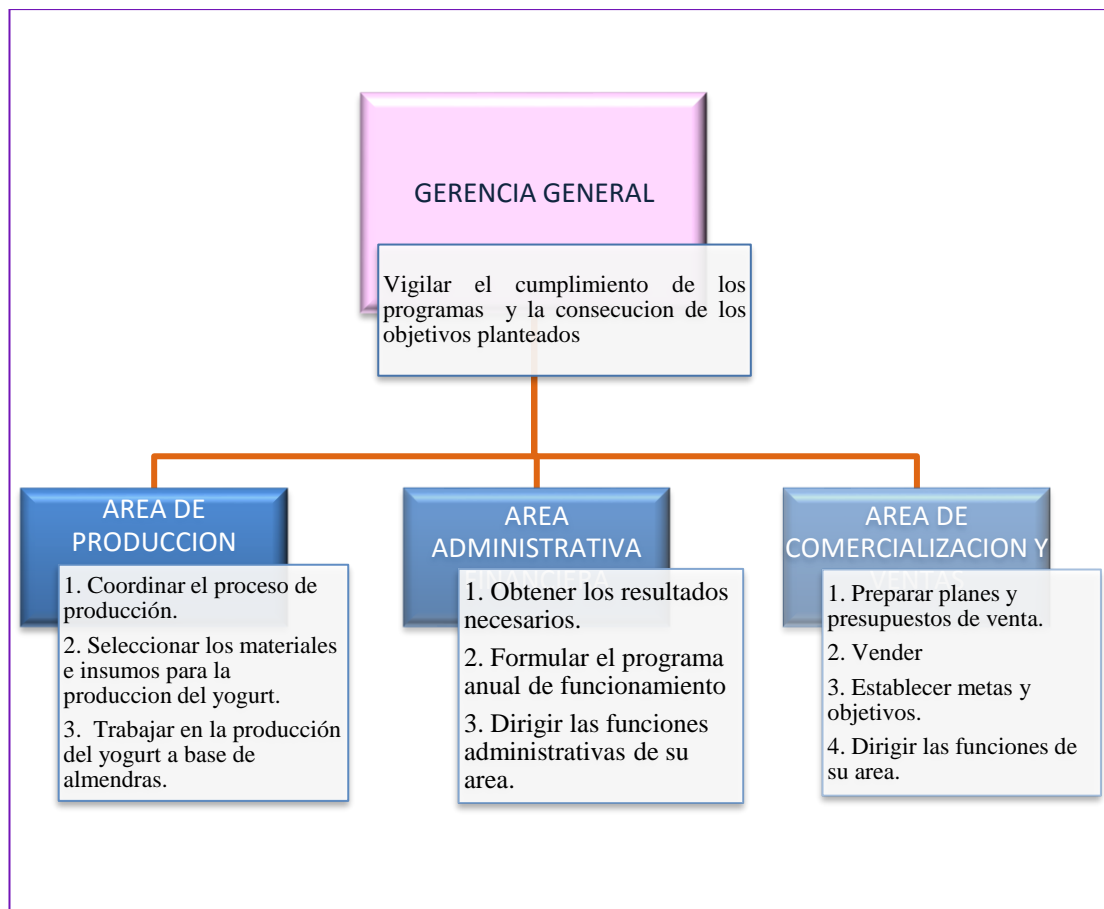 GERENCIA GENERAL
Vigilar el cumplimiento de los
programas y la consecucion de los
objetivos planteados
AREA DE
PRODUCCION
1. Coordinar el proceso de
producción.
2. Seleccionar los materiales
e insumos para la
produccion del yogurt.
3. Trabajar en la producción
del yogurt a base de
almendras.
AREA
ADMINISTRATIVA
FINANCIERA
1. Obtener los resultados
necesarios.
2. Formular el programa
anual de funcionamiento
3. Dirigir las funciones
administrativas de su
area.
AREA DE
COMERCIALIZACION Y
VENTAS
1. Preparar planes y
presupuestos de venta.
2. Vender
3. Establecer metas y
objetivos.
4. Dirigir las funciones de
su area.